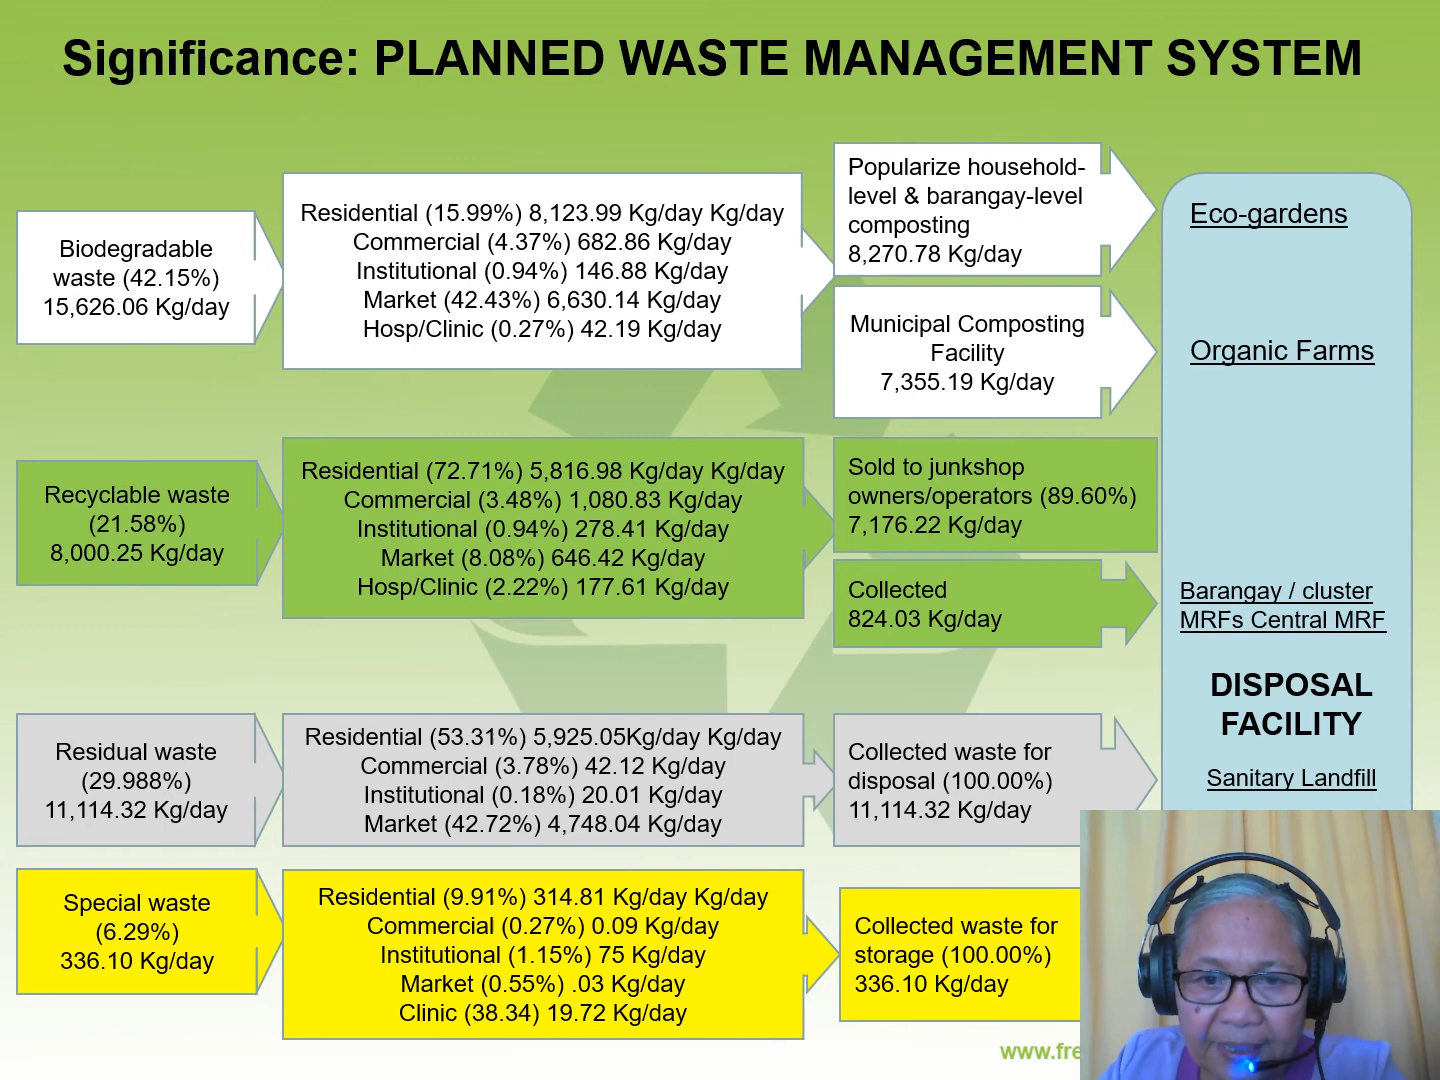 Significance: PLANNED WASTE MANAGEMENT SYSTEM
Biodegradable
waste (42.15%)
15,626.06 Kg/day
Residential (15.99%) 8,123.99 Kg/day Kg/day
Commercial (4.37%) 682.86 Kg/day
Institutional (0.94%) 146.88 Kg/day
Market (42.43%) 6,630.14 Kg/day
Hosp/Clinic (0.27%) 42.19 Kg/day
Popularize household-
level & barangay-level
composting
8,270.78 Kg/day
Municipal Composting
Facility
7,355.19 Kg/day
Eco-gardens
Organic Farms
Recyclable waste
(21.58%)
8,000.25 Kg/day
Residential (72.71%) 5,816.98 Kg/day Kg/day
Commercial (3.48%) 1,080.83 Kg/day
Institutional (0.94%) 278.41 Kg/day
Market (8.08%) 646.42 Kg/day
Hosp/Clinic (2.22%) 177.61 Kg/day
Sold to junkshop
owners/operators (89.60%)
7,176.22 Kg/day
Collected
824.03 Kg/day
Barangay / cluster
MRFs Central MRF
DISPOSAL
FACILITY
Sanitary Landfill
Residual waste
(29.988%)
11,114.32 Kg/day
Residential (53.31%) 5,925.05Kg/day Kg/day
Commercial (3.78%) 42.12 Kg/day
Institutional (0.18%) 20.01 Kg/day
Market (42.72%) 4,748.04 Kg/day
Collected waste for
disposal (100.00%)
11,114.32 Kg/day
Special waste
(6.29%)
336.10 Kg/day
Residential (9.91%) 314.81 Kg/day Kg/day
Commercial (0.27%) 0.09 Kg/day
Institutional (1.15%) 75 Kg/day
Market (0.55%) .03 Kg/day
Clinic (38.34) 19.72 Kg/day
Collected waste for
storage (100.00%)
336.10 Kg/day
www.fre